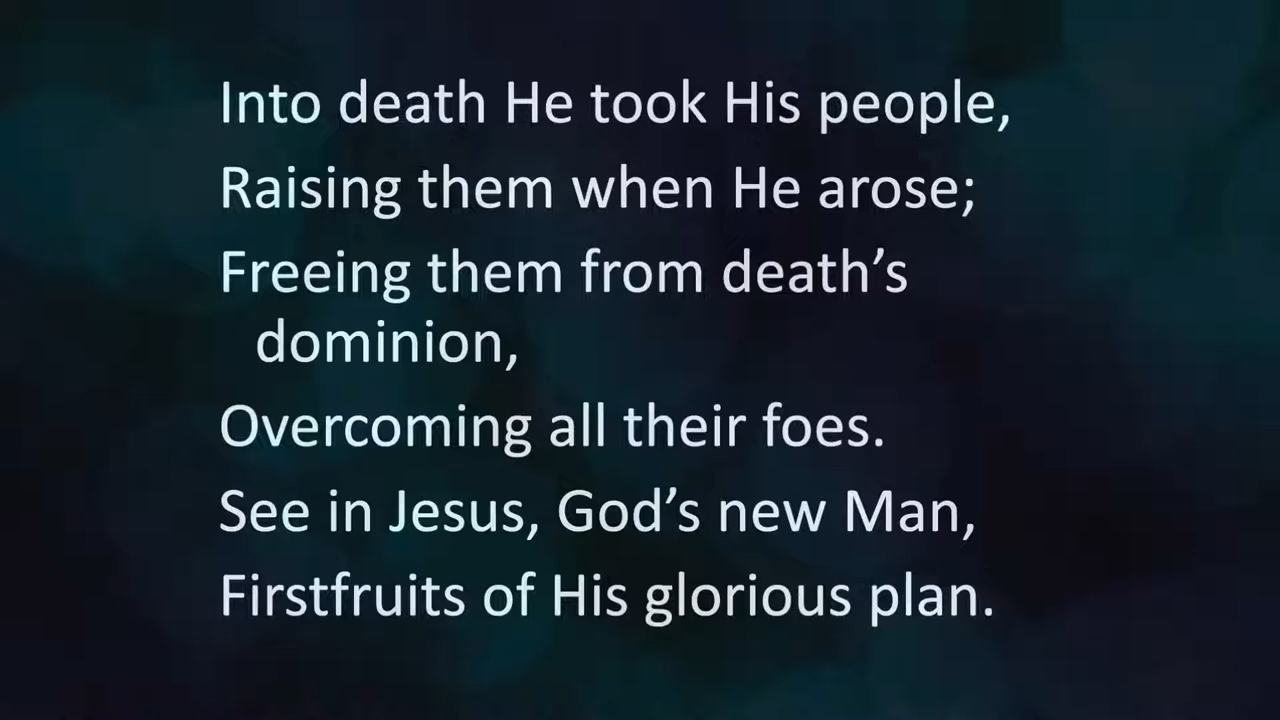 Into death He took His people,
Raising them when He arose;
Freeing them from death’s
dominion,
Overcoming all their foes.
See in Jesus, God’s new Man,
Firstfruits of His glorious plan.